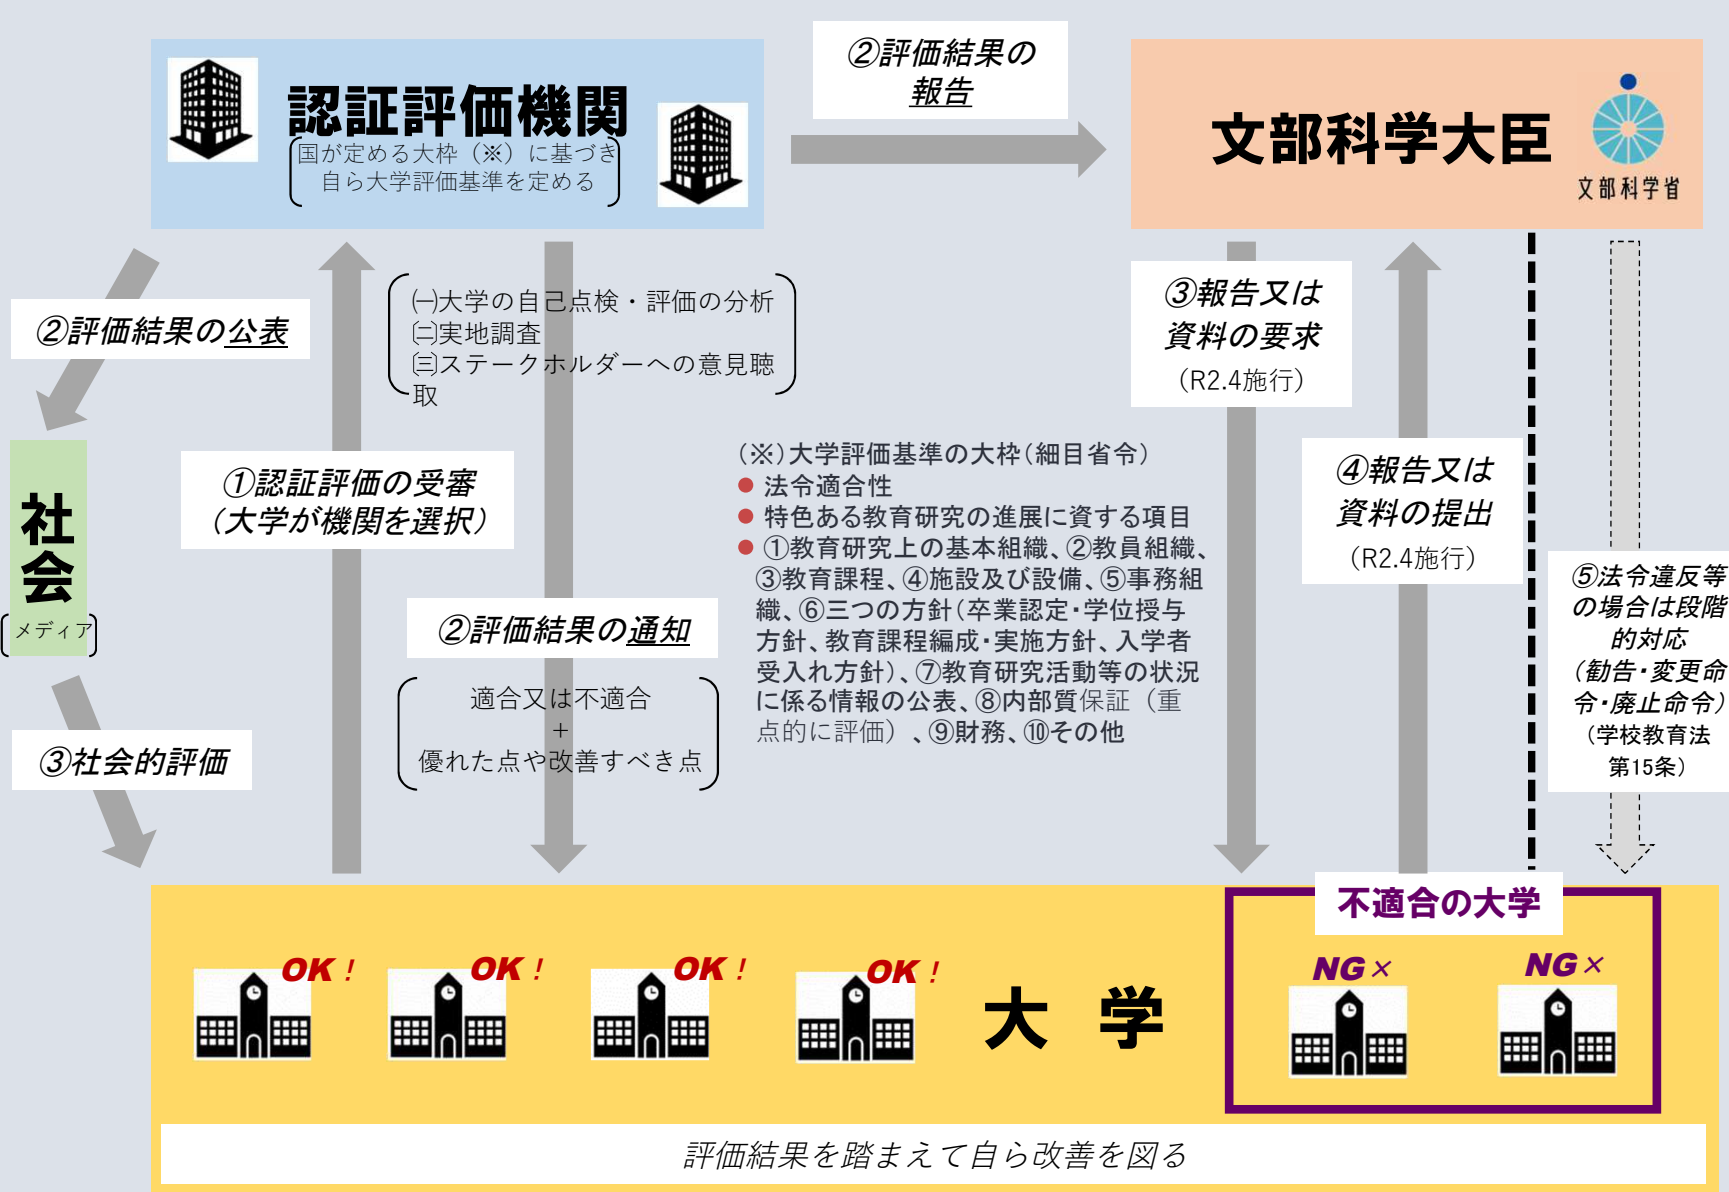 認証評価機関
国が定める大枠（※）に基づき
自ら大学評価基準を定める
②評価結果の
報告
文部科学大臣
文部科学省
②評価結果の公表
㈠大学の自己点検・評価の分析
㈡実地調査
㈢ステークホルダーへの意見聴
取
③報告又は
資料の要求
（R2.4施行）
社会
メディア
①認証評価の受審
（大学が機関を選択）
（※）大学評価基準の大枠（細目省令）
● 法令適合性
● 特色ある教育研究の進展に資する項目
● ①教育研究上の基本組織、②教員組織、
③教育課程、④施設及び設備、⑤事務組
織、⑥三つの方針（卒業認定・学位授与
方針、教育課程編成・実施方針、入学者
受入れ方針）、⑦教育研究活動等の状況
に係る情報の公表、⑧内部質保証（重
点的に評価）、⑨財務、⑩その他
④報告又は
資料の提出
（R2.4施行）
⑤法令違反等
の場合は段階
的対応
（勧告・変更命
令・廃止命令）
（学校教育法
第15条）
②評価結果の通知
適合又は不適合
+
優れた点や改善すべき点
③社会的評価
不適合の大学
OK！
OK！
OK！
OK！
大 学
NG×
NG×
評価結果を踏まえて自ら改善を図る